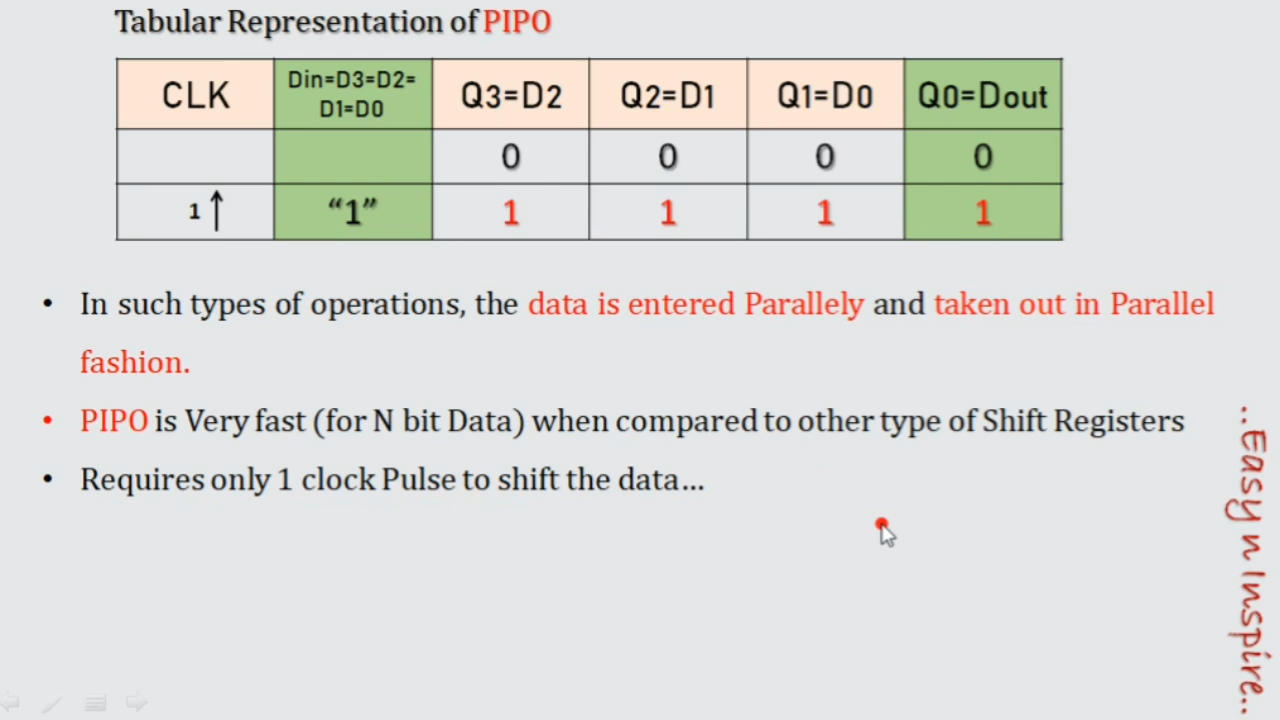 Tabular Representation of PIPO
CLK Din=D3=D2= D1=D0 Q3=D2 Q2=D1 Q1=D0 Q0=Dout
0 0 0 0
1↑ “1” 1 1 1 1
• In such types of operations, the data is entered Parallely and taken out in Parallel
fashion.
• PIPO is Very fast (for N bit Data) when compared to other type of Shift Registers
• Requires only 1 clock Pulse to shift the data...
..Easy n Inspire..